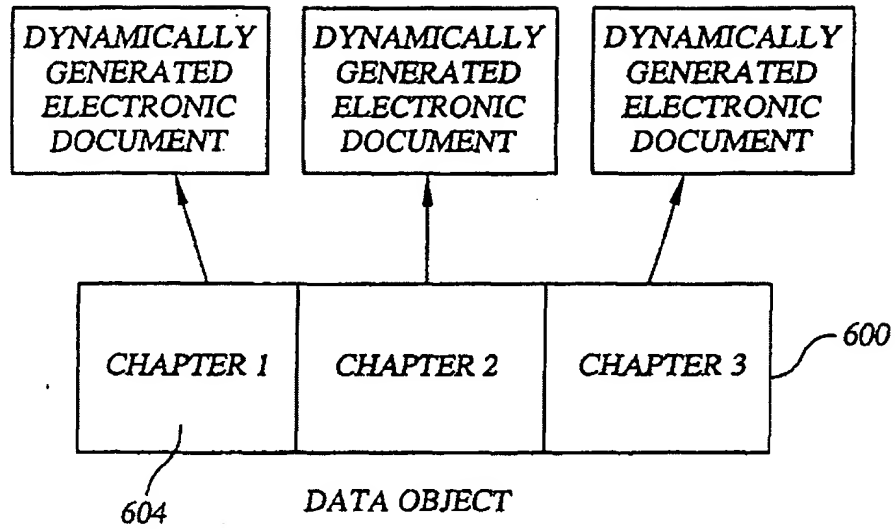 DYNAMICALLY
GENERATED
ELECTRONIC
DOCUMENT
DYNAMICALLY
GENERATED
ELECTRONIC
DOCUMENT
DYNAMICALLY
GENERATED
ELECTRONIC
DOCUMENT
CHAPTER 1
CHAPTER 2
CHAPTER 3
600
604
DATA OBJECT